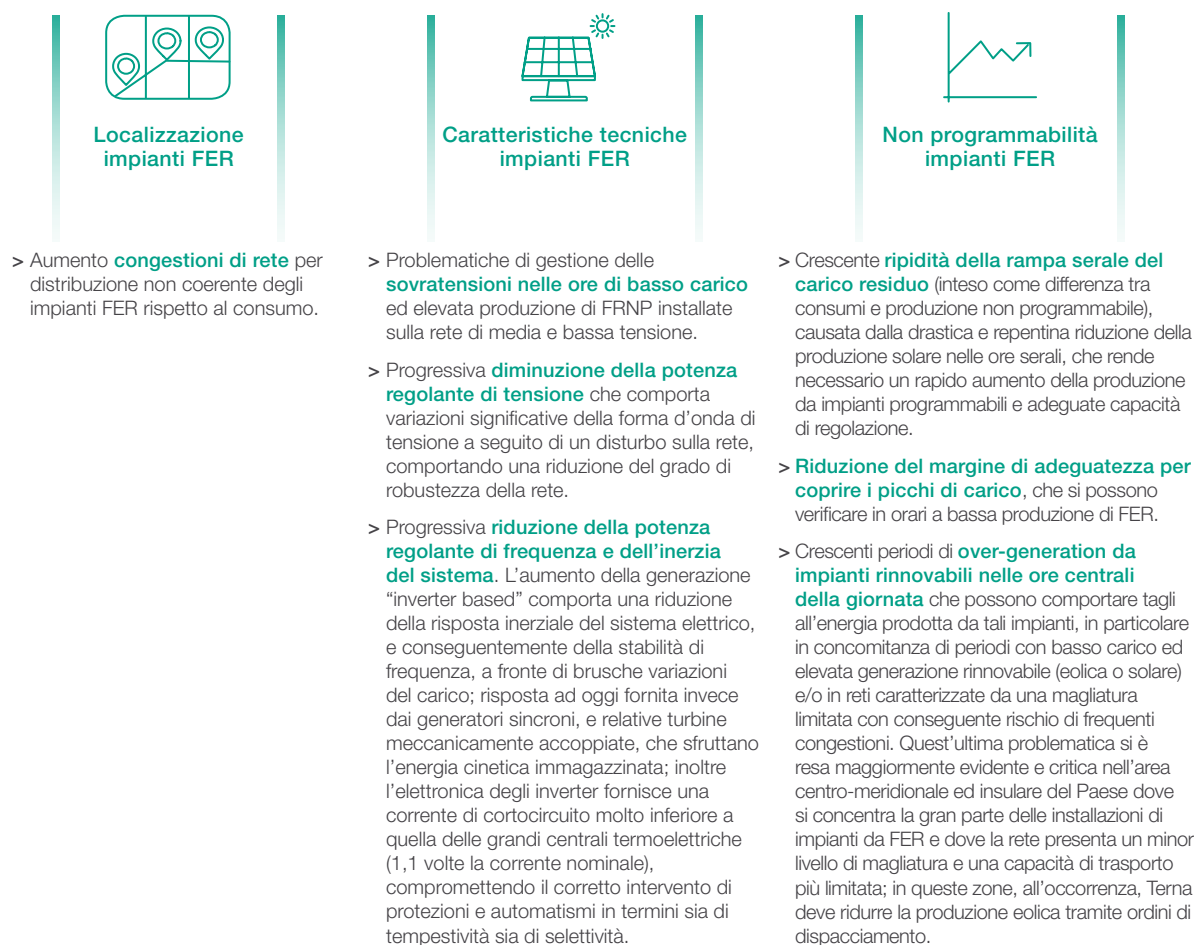 Localizzazione
impianti FER
> Aumento congestioni di rete per
distribuzione non coerente degli
impianti FER rispetto al consumo.
Caratteristiche tecniche
impianti FER
> Problematiche di gestione delle
sovratensioni nelle ore di basso carico
ed elevata produzione di FRNP installate
sulla rete di media e bassa tensione.
> Progressiva diminuzione della potenza
regolante di tensione che comporta
variazioni significative della forma d’onda di
tensione a seguito di un disturbo sulla rete,
comportando una riduzione del grado di
robustezza della rete.
> Progressiva riduzione della potenza
regolante di frequenza e dell’inerzia
del sistema. L’aumento della generazione
“inverter based” comporta una riduzione
della risposta inerziale del sistema elettrico,
e conseguentemente della stabilità di
frequenza, a fronte di brusche variazioni
del carico; risposta ad oggi fornita invece
dai generatori sincroni, e relative turbine
meccanicamente accoppiate, che sfruttano
l’energia cinetica immagazzinata; inoltre
l’elettronica degli inverter fornisce una
corrente di cortocircuito molto inferiore a
quella delle grandi centrali termoelettriche
(1,1 volte la corrente nominale),
compromettendo il corretto intervento di
protezioni e automatismi in termini sia di
tempestività sia di selettività.
Non programmabilità
impianti FER
> Crescente ripidità della rampa serale del
carico residuo (inteso come differenza tra
consumi e produzione non programmabile),
causata dalla drastica e repentina riduzione della
produzione solare nelle ore serali, che rende
necessario un rapido aumento della produzione
da impianti programmabili e adeguate capacità
di regolazione.
> Riduzione del margine di adeguatezza per
coprire i picchi di carico, che si possono
verificare in orari a bassa produzione di FER.
> Crescenti periodi di over-generation da
impianti rinnovabili nelle ore centrali
della giornata che possono comportare tagli
all’energia prodotta da tali impianti, in particolare
in concomitanza di periodi con basso carico ed
elevata generazione rinnovabile (eolica o solare)
e/o in reti caratterizzate da una magliatura
limitata con conseguente rischio di frequenti
congestioni. Quest’ultima problematica si è
resa maggiormente evidente e critica nell’area
centro-meridionale ed insulare del Paese dove
si concentra la gran parte delle installazioni di
impianti da FER e dove la rete presenta un minor
livello di magliatura e una capacità di trasporto
più limitata; in queste zone, all’occorrenza, Terna
deve ridurre la produzione eolica tramite ordini di
dispacciamento.